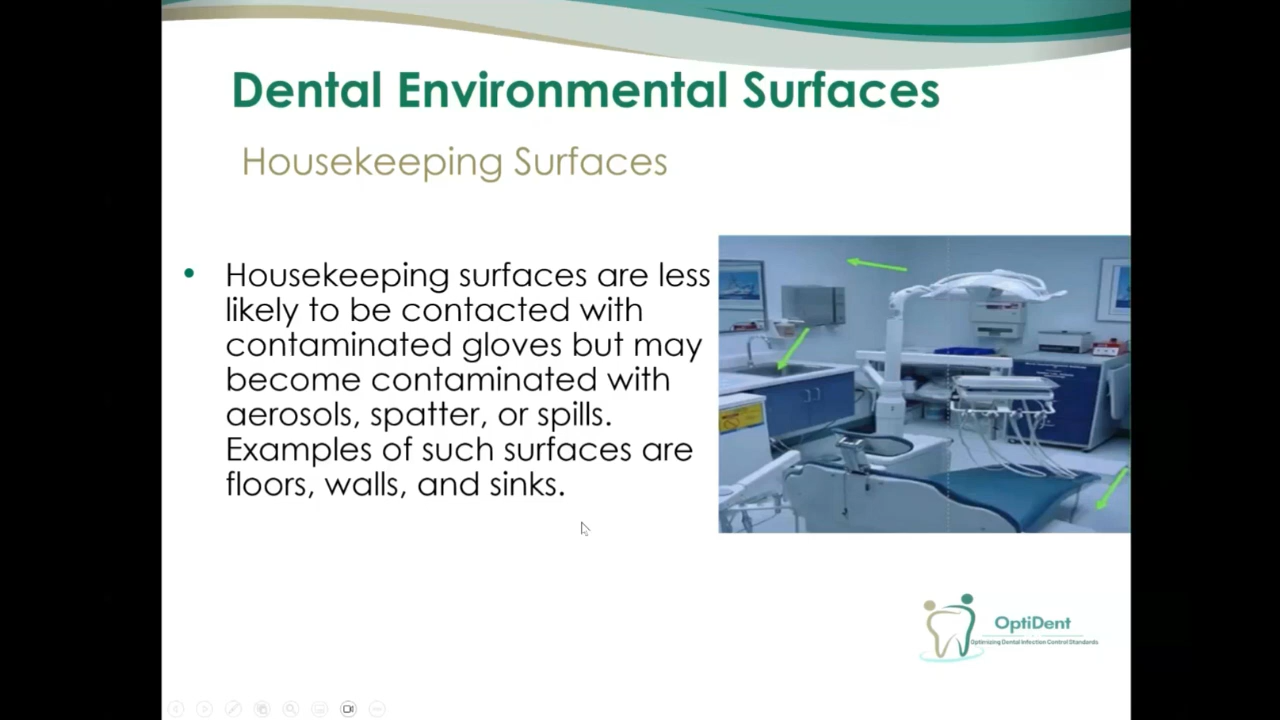 Dental Environmental Surfaces
Housekeeping Surfaces
• Housekeeping surfaces are less
likely to be contacted with
contaminated gloves but may
become contaminated with
aerosols, spatter, or spills.
Examples of such surfaces are
floors, walls, and sinks.
OptiDent
Optimizing Dental Infection Control Standards